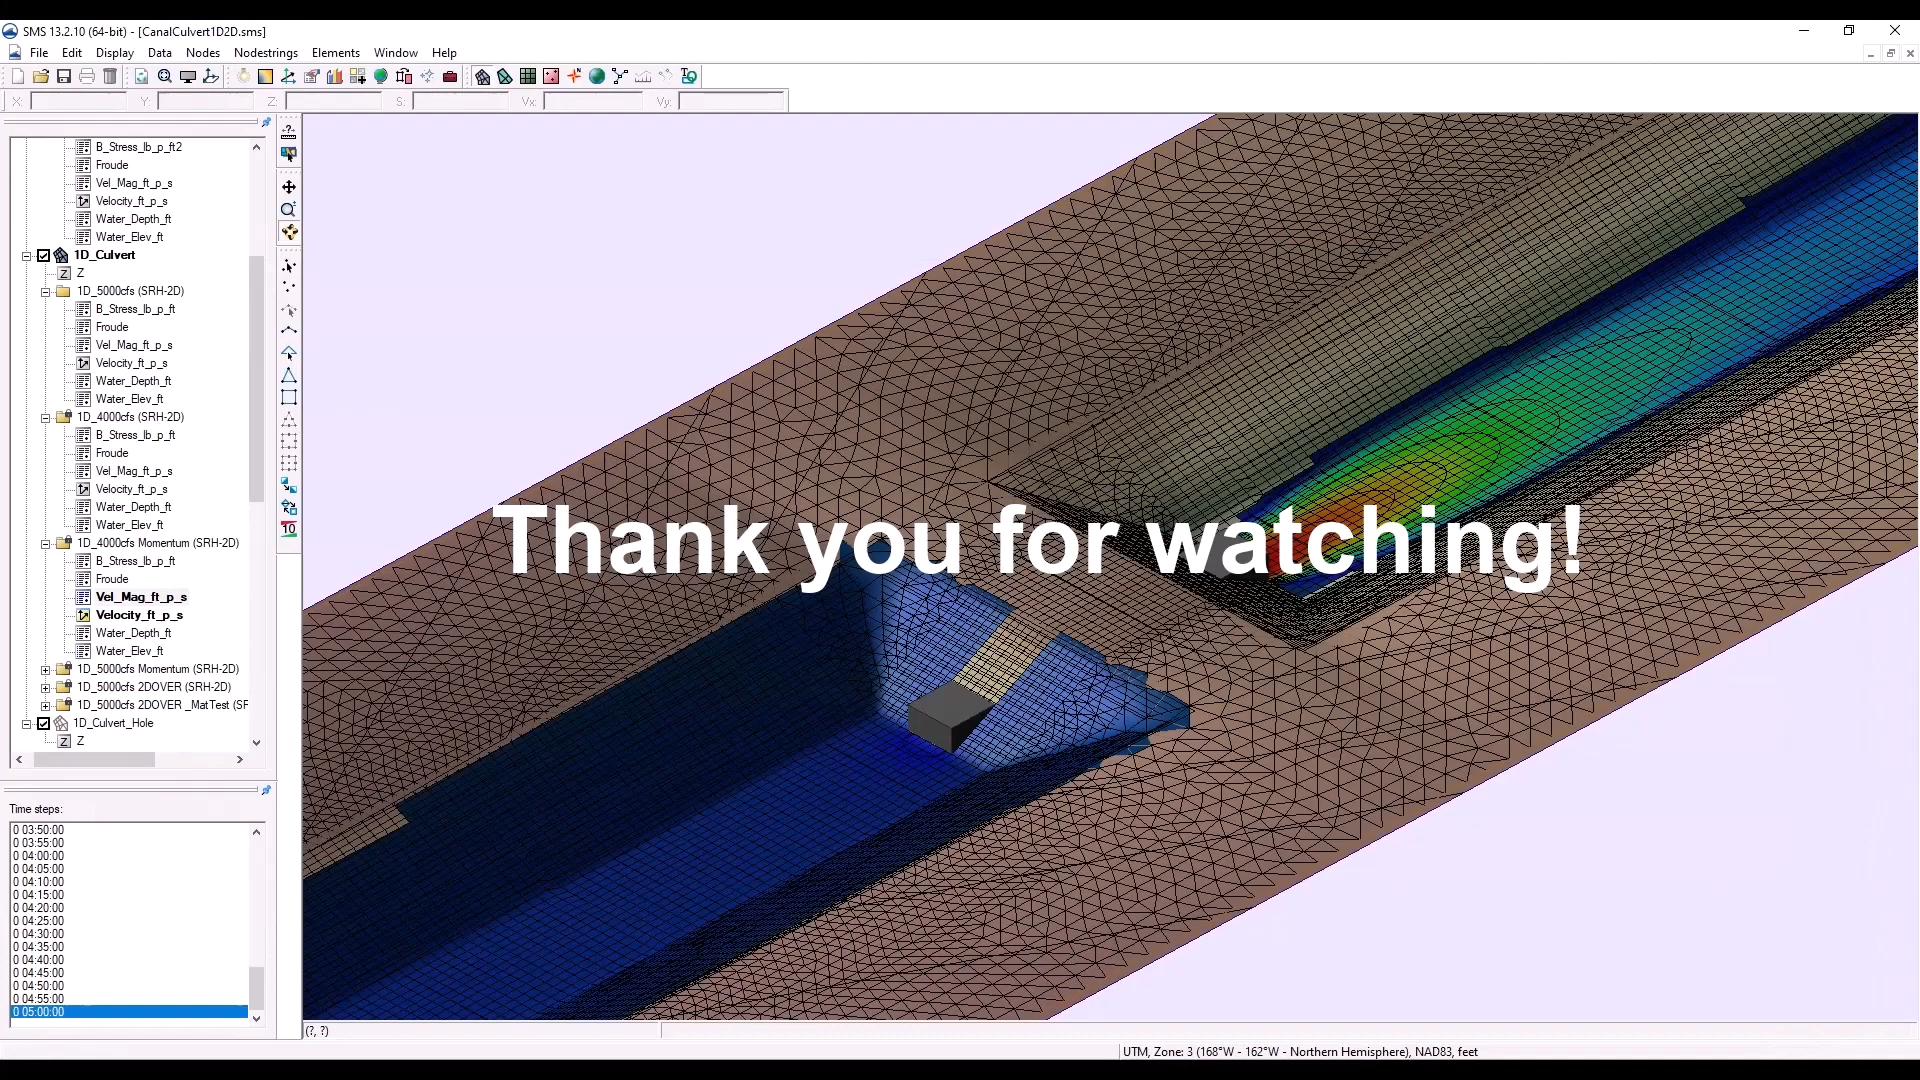 SMS 13.2.10 (64-bit) - [CanalCulvert1D2D.sms]
File Edit Display Data Nodes Nodestrings Elements Window Help
X: Y: Z: S: Vx: Vy:
B_Stress_lb_p_ft2
Froude
Vel_Mag_ft_p_s
Velocity_ft_p_s
Water_Depth_ft
Water_Elev_ft
1D_Culvert
Z Z
1D_5000cfs (SRH-2D)
B_Stress_lb_p_ft
Froude
Vel_Mag_ft_p_s
Velocity_ft_p_s
Water_Depth_ft
Water_Elev_ft
1D_4000cfs (SRH-2D)
B_Stress_lb_p_ft
Froude
Vel_Mag_ft_p_s
Velocity_ft_p_s
Water_Depth_ft
Water_Elev_ft
1D_4000cfs Momentum (SRH-2D)
B_Stress_lb_p_ft
Froude
Vel_Mag_ft_p_s
Velocity_ft_p_s
Water_Depth_ft
Water_Elev_ft
1D_5000cfs Momentum (SRH-2D)
1D_5000cfs 2DOVER (SRH-2D)
1D_5000cfs 2DOVER _MatTest (SF
1D_Culvert_Hole
Z Z
10
Thank you for watching!
Time steps:
0 03:50:00
0 03:55:00
0 04:00:00
0 04:05:00
0 04:10:00
0 04:15:00
0 04:20:00
0 04:25:00
0 04:30:00
0 04:35:00
0 04:40:00
0 04:45:00
0 04:50:00
0 04:55:00
0 05:00:00
(?, ?)
UTM, Zone: 3 (168°W - 162°W - Northern Hemisphere), NAD83, feet